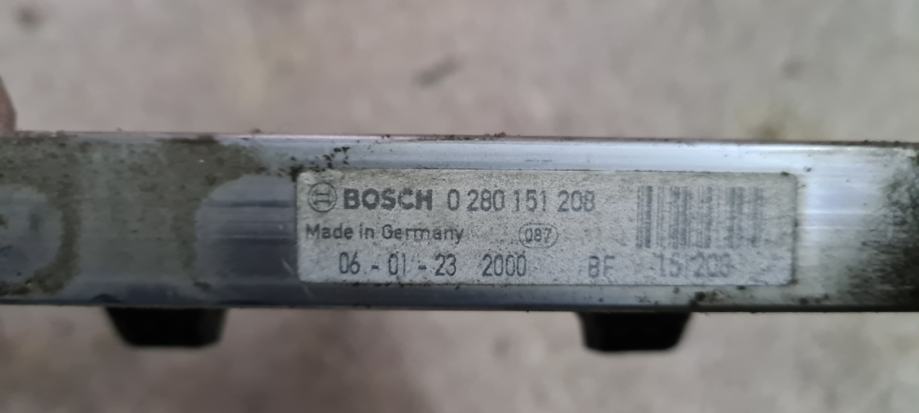 BOSCH 0 280 151 208
Made in Germany 087
06 - 01 - 23 2000 BF 151208